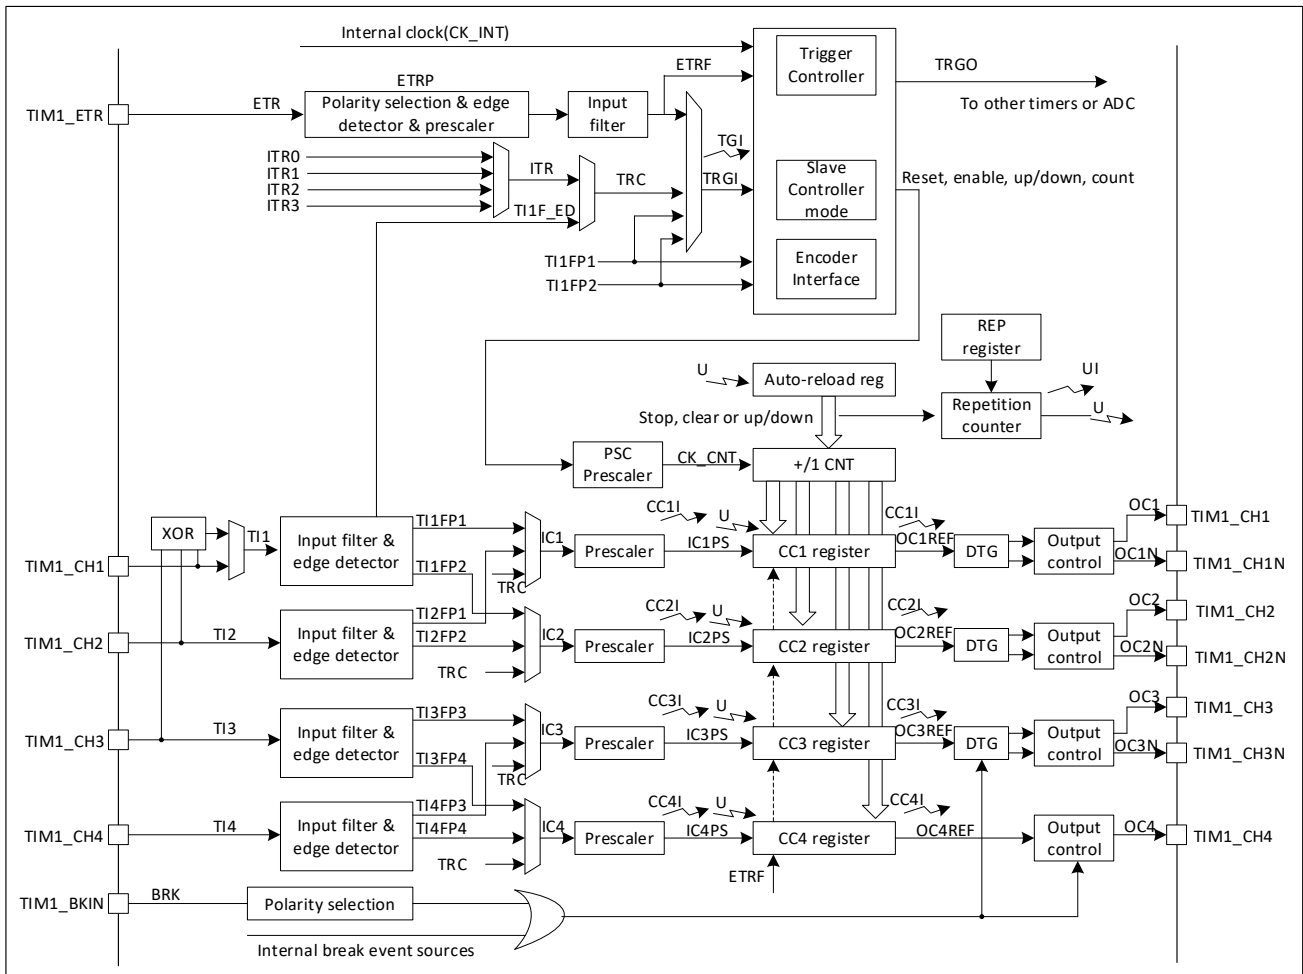 Internal clock(CK_INT)
Trigger
Controller
TRGO
To other timers or ADC
ETRF
ETRP
TIM1_ETR
ETR
Polarity selection & edge
detector & prescaler
Input
filter
TGI
ITR0
ITR1
ITR2
ITR3
ITR
TRC
TRGI
TI1F_ED
Slave
Controller
mode
Reset, enable, up/down, count
TI1FP1
TI1FP2
Encoder
Interface
REP
register
U
Auto-reload reg
UI
Stop, clear or up/down
Repetition
counter
U
PSC
Prescaler
CK_CNT
+/1 CNT
XOR
TI1
Input filter &
edge detector
TI1FP1
TI1FP2
TRC
IC1
Prescaler
CC1I
U
IC1PS
CC1 register
CC1I
OC1REF
DTG
Output
control
OC1
OC1N
TIM1_CH1
TIM1_CH1N
TIM1_CH1
TIM1_CH2
TI2
Input filter &
edge detector
TI2FP1
TI2FP2
TRC
IC2
Prescaler
CC2I
U
IC2PS
CC2 register
CC2I
OC2REF
DTG
Output
control
OC2
OC2N
TIM1_CH2
TIM1_CH2N
TIM1_CH3
TI3
Input filter &
edge detector
TI3FP3
TI3FP4
TRC
IC3
Prescaler
CC3I
U
IC3PS
CC3 register
CC3I
OC3REF
DTG
Output
control
OC3
OC3N
TIM1_CH3
TIM1_CH3N
TIM1_CH4
TI4
Input filter &
edge detector
TI4FP3
TI4FP4
TRC
IC4
Prescaler
CC4I
U
IC4PS
CC4 register
CC4I
OC4REF
Output
control
OC4
TIM1_CH4
ETRF
TIM1_BKIN
BRK
Polarity selection
Internal break event sources